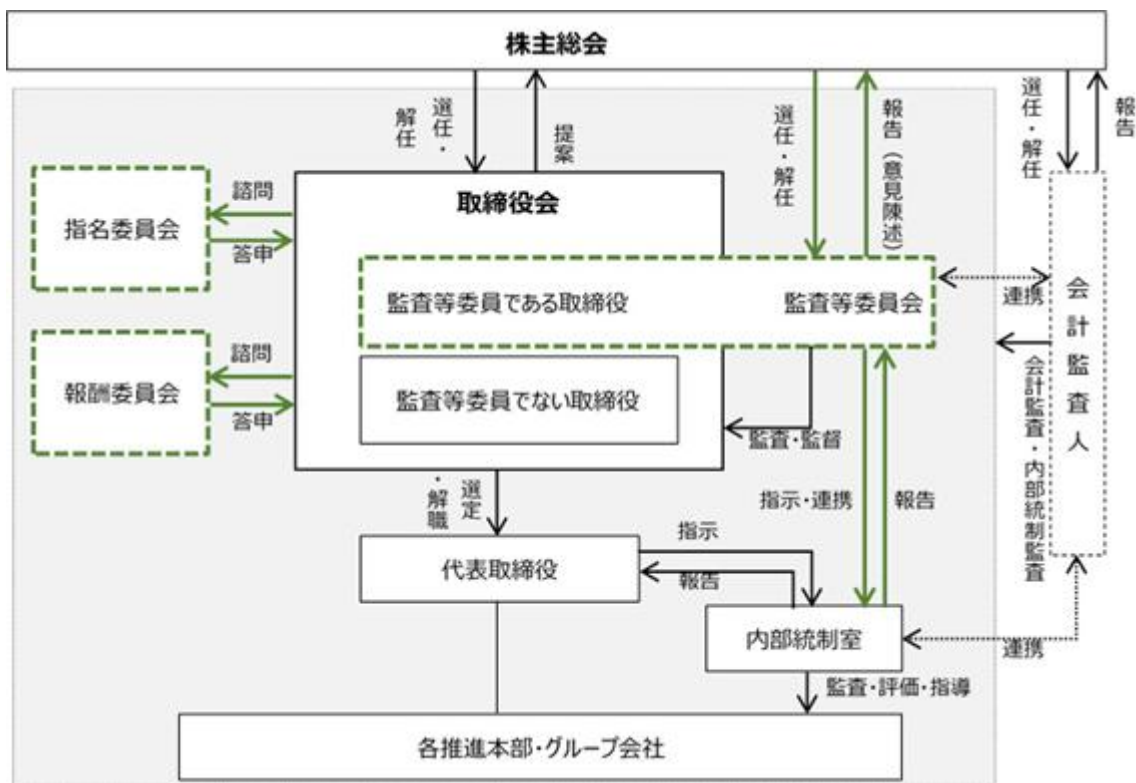 株主総会
選任・
解任
提案
選任・解任
報告（意見陳述）
選任・解任
報告
指名委員会
諮問
答申
取締役会
監査等委員である取締役
監査等委員会
連携
会計監査人
報酬委員会
諮問
答申
監査等委員でない取締役
監査・監督
会計監査・内部統制監査
選定
・解職
指示・連携
報告
代表取締役
指示
報告
内部統制室
連携
監査・評価・指導
各推進本部・グループ会社